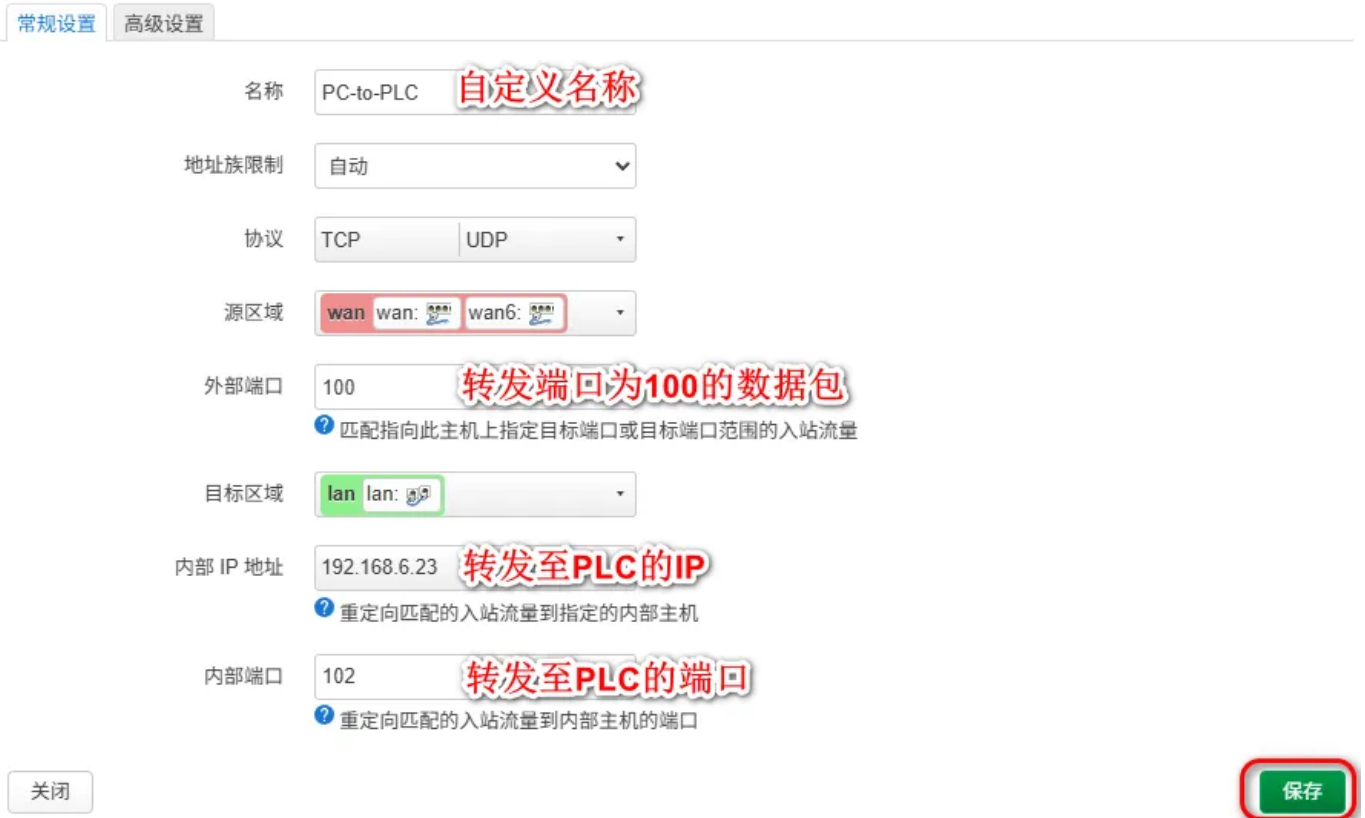 常规设置 高级设置
名称 PC-to-PLC 自定义名称
地址族限制 自动
协议 TCP UDP
源区域 wan wan: wan6:
外部端口 100 转发端口为100的数据包
匹配指向此主机上指定目标端口或目标端口范围的入站流量
目标区域 lan lan:
内部 IP 地址 192.168.6.23 转发至PLC的IP
重定向匹配的入站流量到指定的内部主机
内部端口 102 转发至PLC的端口
重定向匹配的入站流量到内部主机的端口
关闭 保存